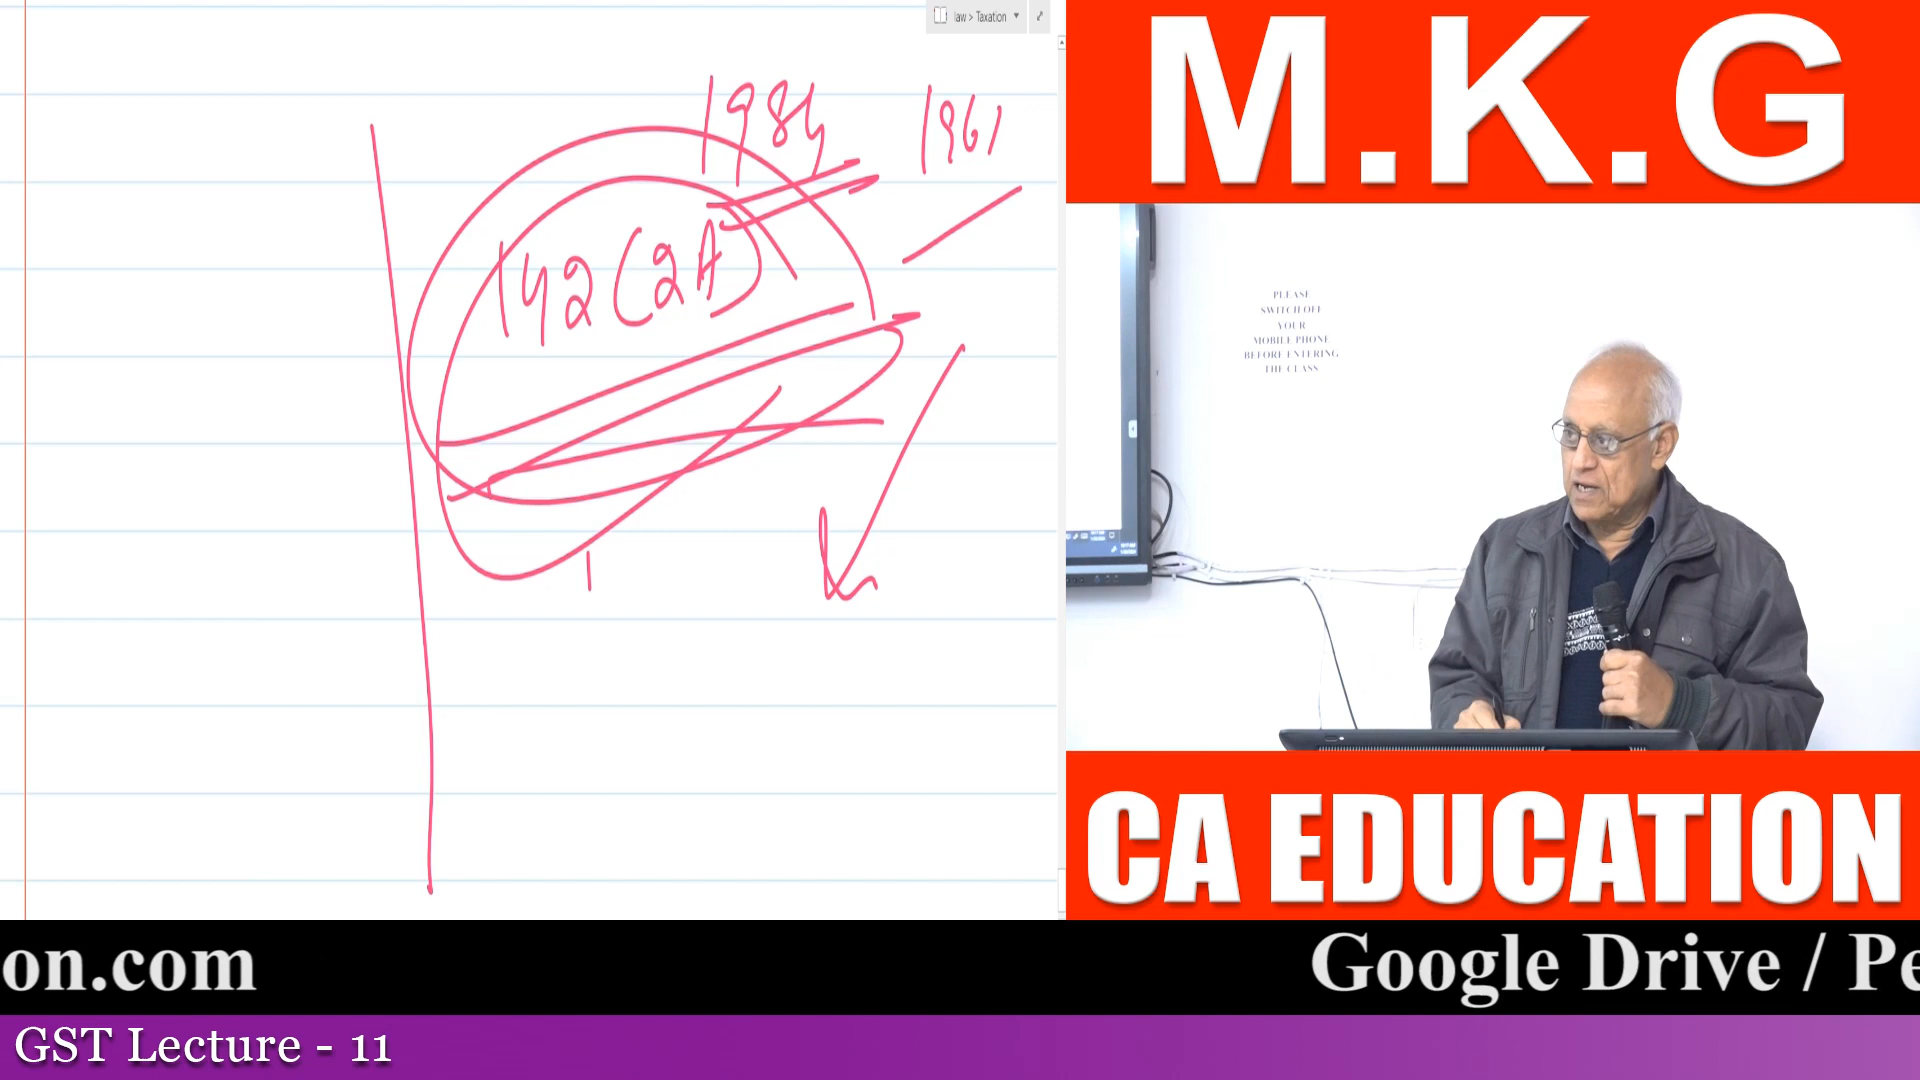 law > Taxation
1984
1961
142(2A)
M.K.G
PLEASE
SWITCH OFF
YOUR
MOBILE PHONE
BEFORE ENTERING
THE CLASS
CA EDUCATION
on.com
Google Drive / Pe
GST Lecture - 11